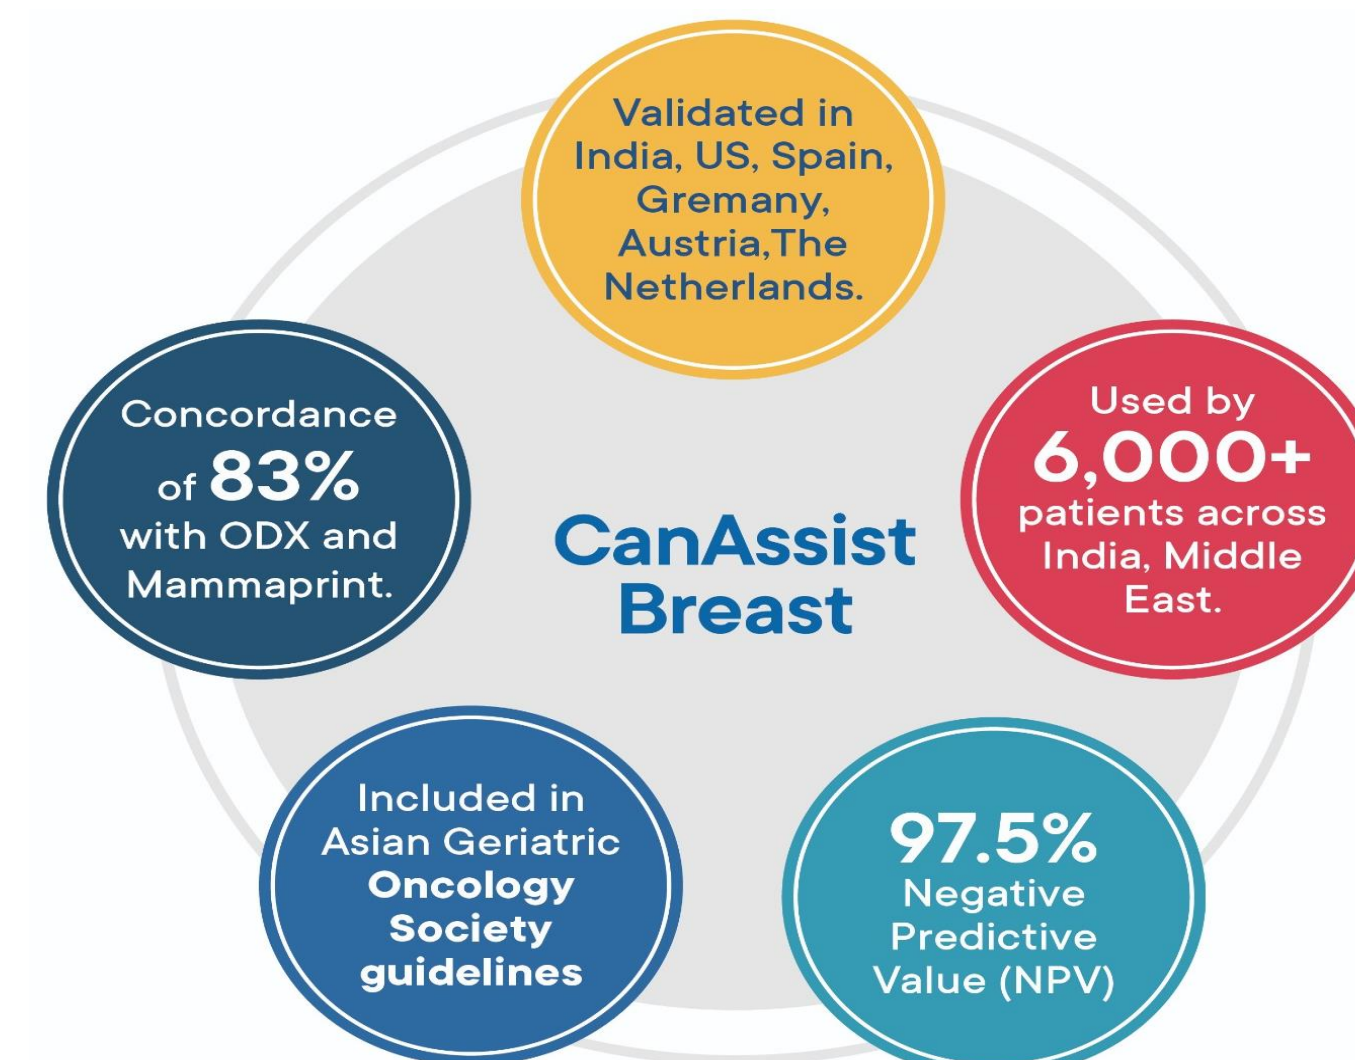 Validated in
India, US, Spain,
Gremany,
Austria,The
Netherlands.
Concordance
of 83%
with ODX and
Mammaprint.
Used by
6,000+
patients across
India, Middle
East.
CanAssist
Breast
Included in
Asian Geriatric
Oncology
Society
guidelines
97.5%
Negative
Predictive
Value (NPV)